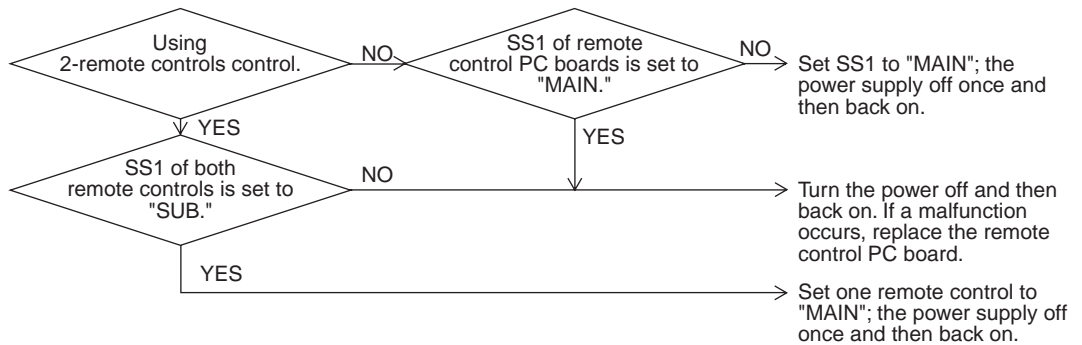 Using
2-remote controls control.
NO
SS1 of remote
control PC boards is set to
"MAIN."
NO
Set SS1 to "MAIN"; the
power supply off once and
then back on.
YES
YES
SS1 of both
remote controls is set to
"SUB."
NO
Turn the power off and then
back on. If a malfunction
occurs, replace the remote
control PC board.
YES
Set one remote control to
"MAIN"; the power supply off
once and then back on.